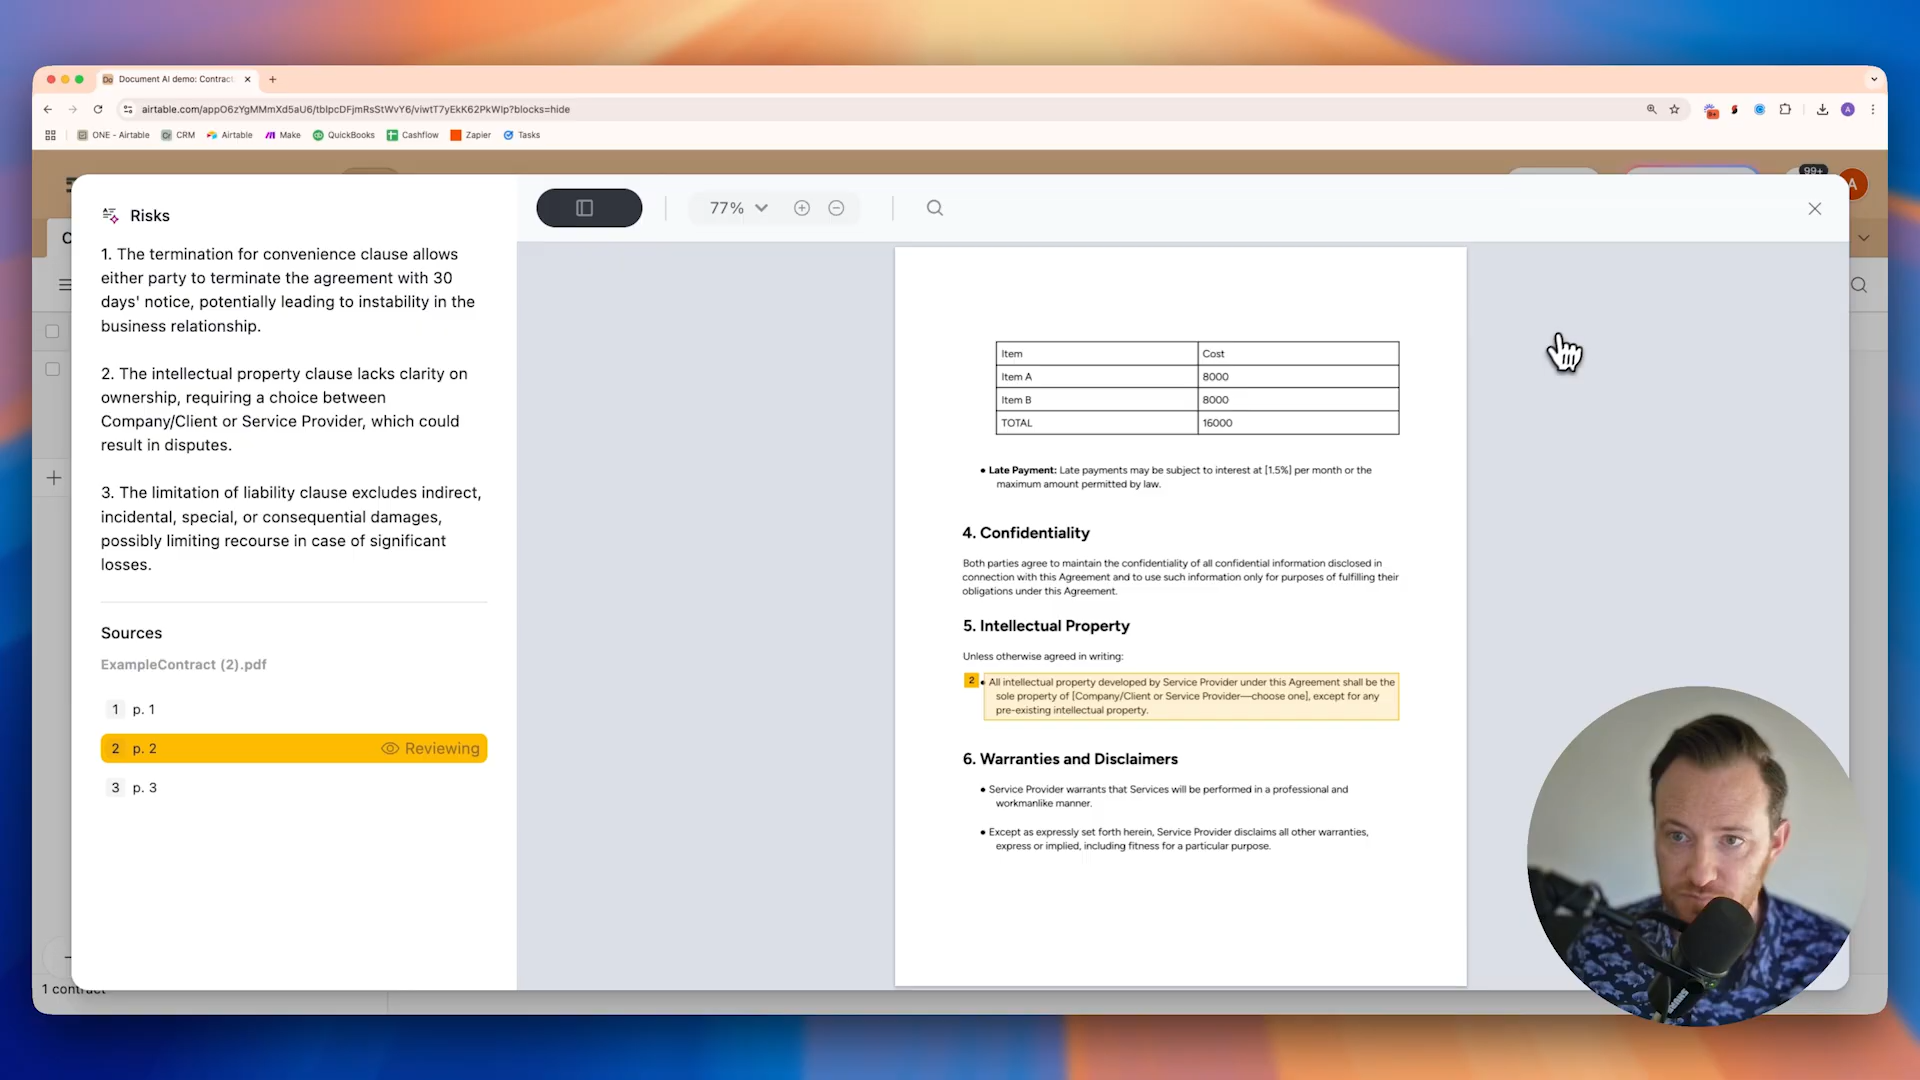 Document AI demo: Contrac
airtable.com/appO6zYgMMmXd5aU6/tblpcDFjmRsStWvY6/viwtT7yEkK62PkWlp?blocks=hide
ONE - Airtable
CRM
Airtable
Make
QuickBooks
Cashflow
Zapier
Tasks
9+
A
99+
A
Risks
1. The termination for convenience clause allows
either party to terminate the agreement with 30
days' notice, potentially leading to instability in the
business relationship.
2. The intellectual property clause lacks clarity on
ownership, requiring a choice between
Company/Client or Service Provider, which could
result in disputes.
3. The limitation of liability clause excludes indirect,
incidental, special, or consequential damages,
possibly limiting recourse in case of significant
losses.
Sources
ExampleContract (2).pdf
1 p. 1
2 p. 2 Reviewing
3 p. 3
1 contract
77%
Item Cost
Item A 8000
Item B 8000
TOTAL 16000
• Late Payment: Late payments may be subject to interest at [1.5%] per month or the
maximum amount permitted by law.
4. Confidentiality
Both parties agree to maintain the confidentiality of all confidential information disclosed in
connection with this Agreement and to use such information only for purposes of fulfilling their
obligations under this Agreement.
5. Intellectual Property
Unless otherwise agreed in writing:
2 • All intellectual property developed by Service Provider under this Agreement shall be the
sole property of [Company/Client or Service Provider—choose one], except for any
pre-existing intellectual property.
6. Warranties and Disclaimers
• Service Provider warrants that Services will be performed in a professional and
workmanlike manner.
• Except as expressly set forth herein, Service Provider disclaims all other warranties,
express or implied, including fitness for a particular purpose.